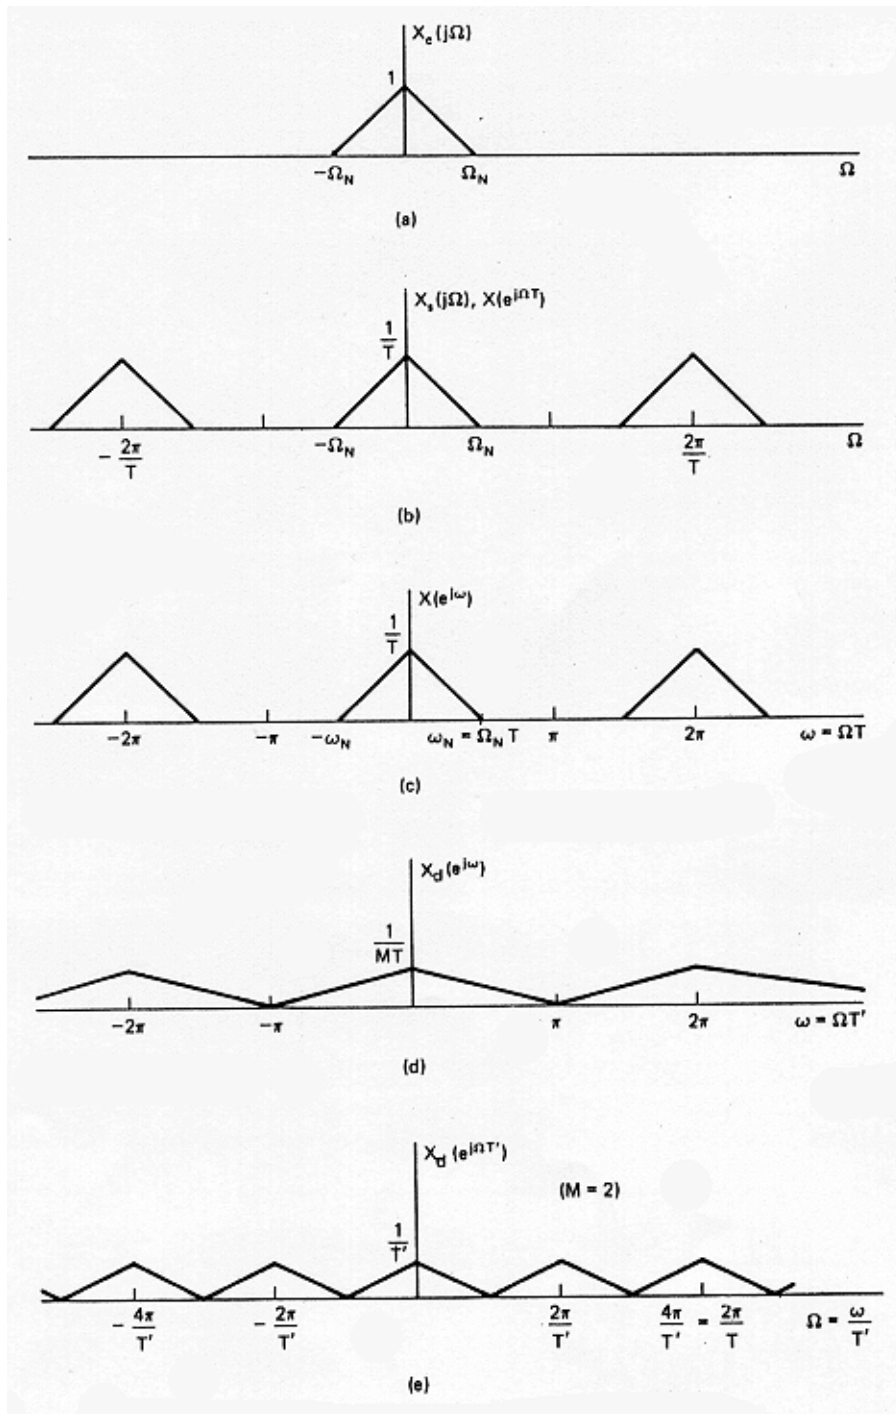 X_c(jΩ)
1
-Ω_N Ω_N Ω
(a)
X_s(jΩ), X(e^{jΩT})
1/T
-2π/T -Ω_N Ω_N 2π/T Ω
(b)
X(e^{jω})
1/T
-2π -π -ω_N ω_N = Ω_N T π 2π ω = ΩT
(c)
X_d(e^{jω})
1/MT
-2π -π π 2π ω = ΩT'
(d)
X_d(e^{jΩT'})
(M = 2)
1/T'
-4π/T' -2π/T' 2π/T' 4π/T' = 2π/T Ω = ω/T'
(e)